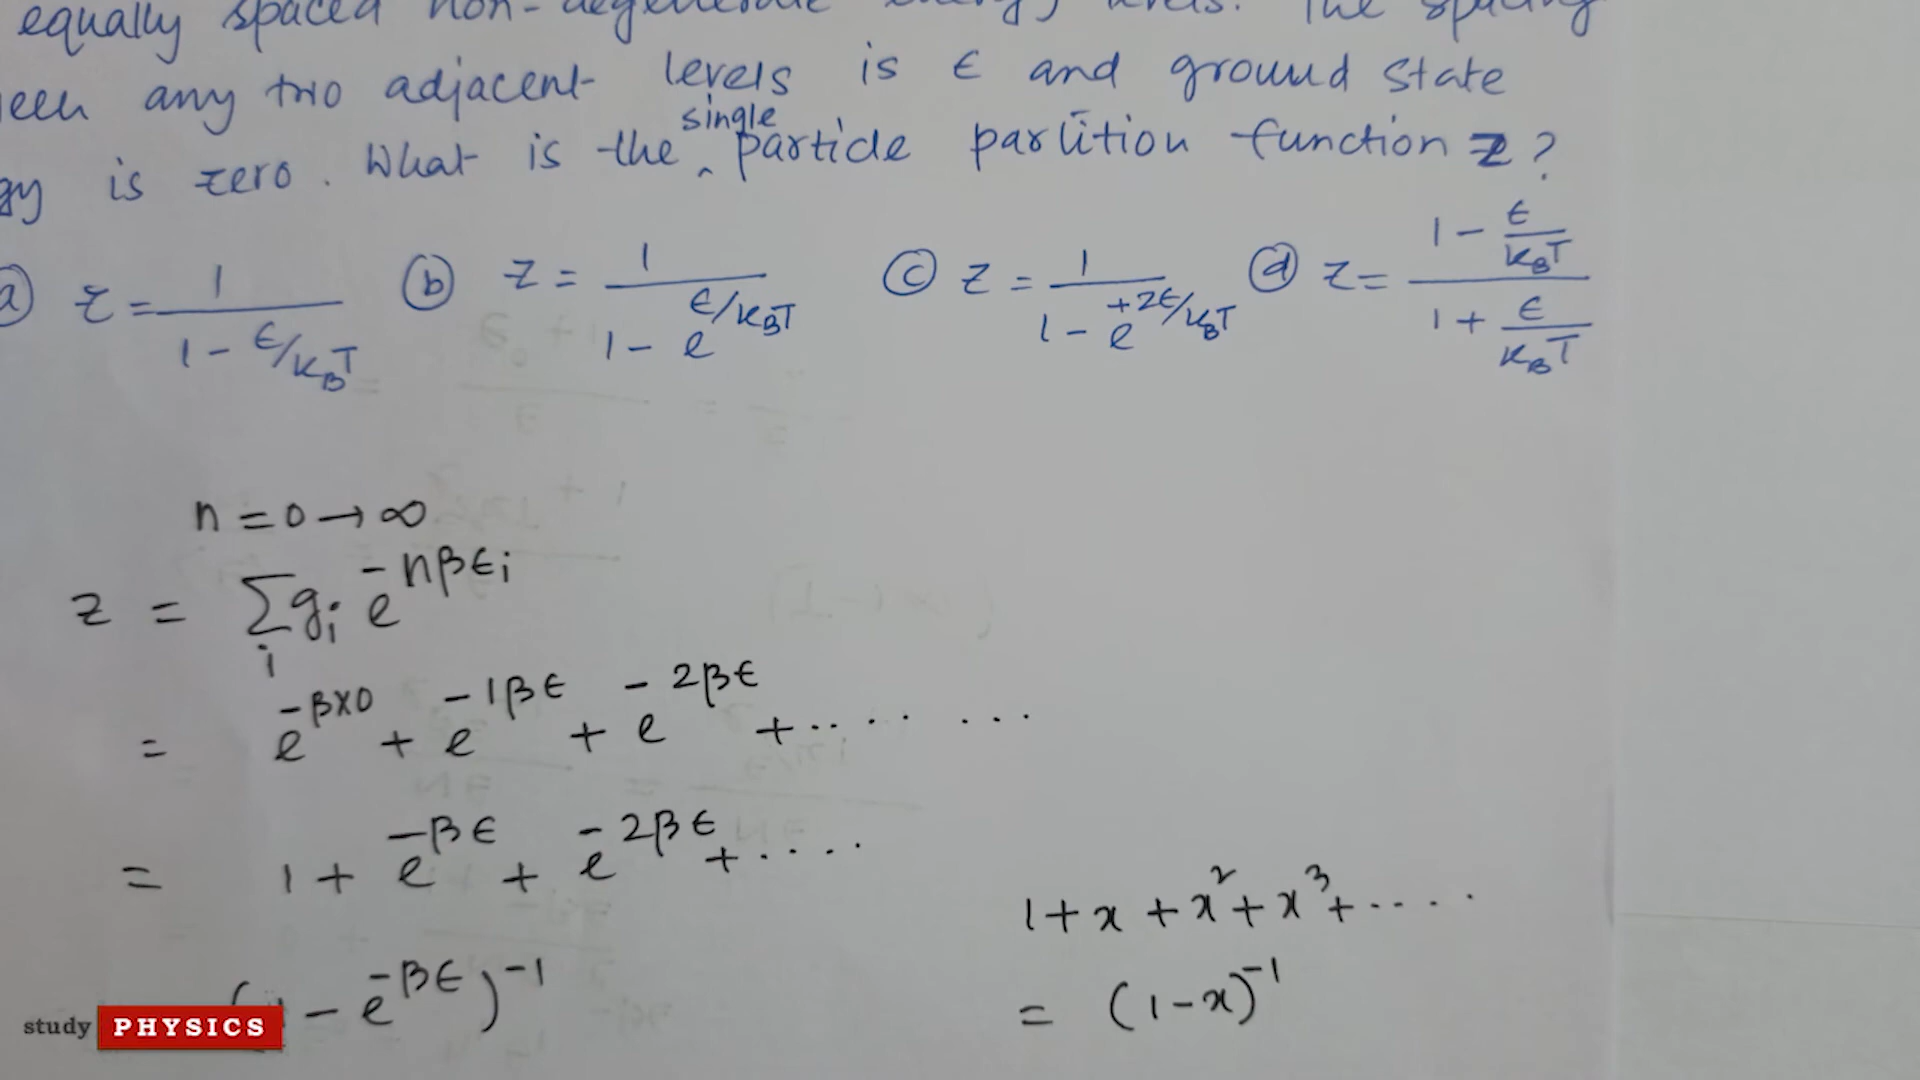 equally spaced non-degenerate energy levels. The spacing
een any two adjacent levels is ϵ and ground state
gy is zero. What is the single particle partition function z?
a) z = 1/(1 - ϵ/K_BT) (b) z = 1/(1 - e^(ϵ/K_BT)) (c) z = 1/(1 - e^(+2ϵ/K_BT)) (d) z = (1 - ϵ/K_BT)/(1 + ϵ/K_BT)
n = 0 → ∞
z = Σ_i g_i e^(-nβϵ_i)
= e^(-β×0) + e^(-1βϵ) + e^(-2βϵ) + ..... ...
= 1 + e^(-βϵ) + e^(-2βϵ) + ....
1 + x + x² + x³ + .....
( - e^(-βϵ))^-1
= (1-x)^-1
study PHYSICS